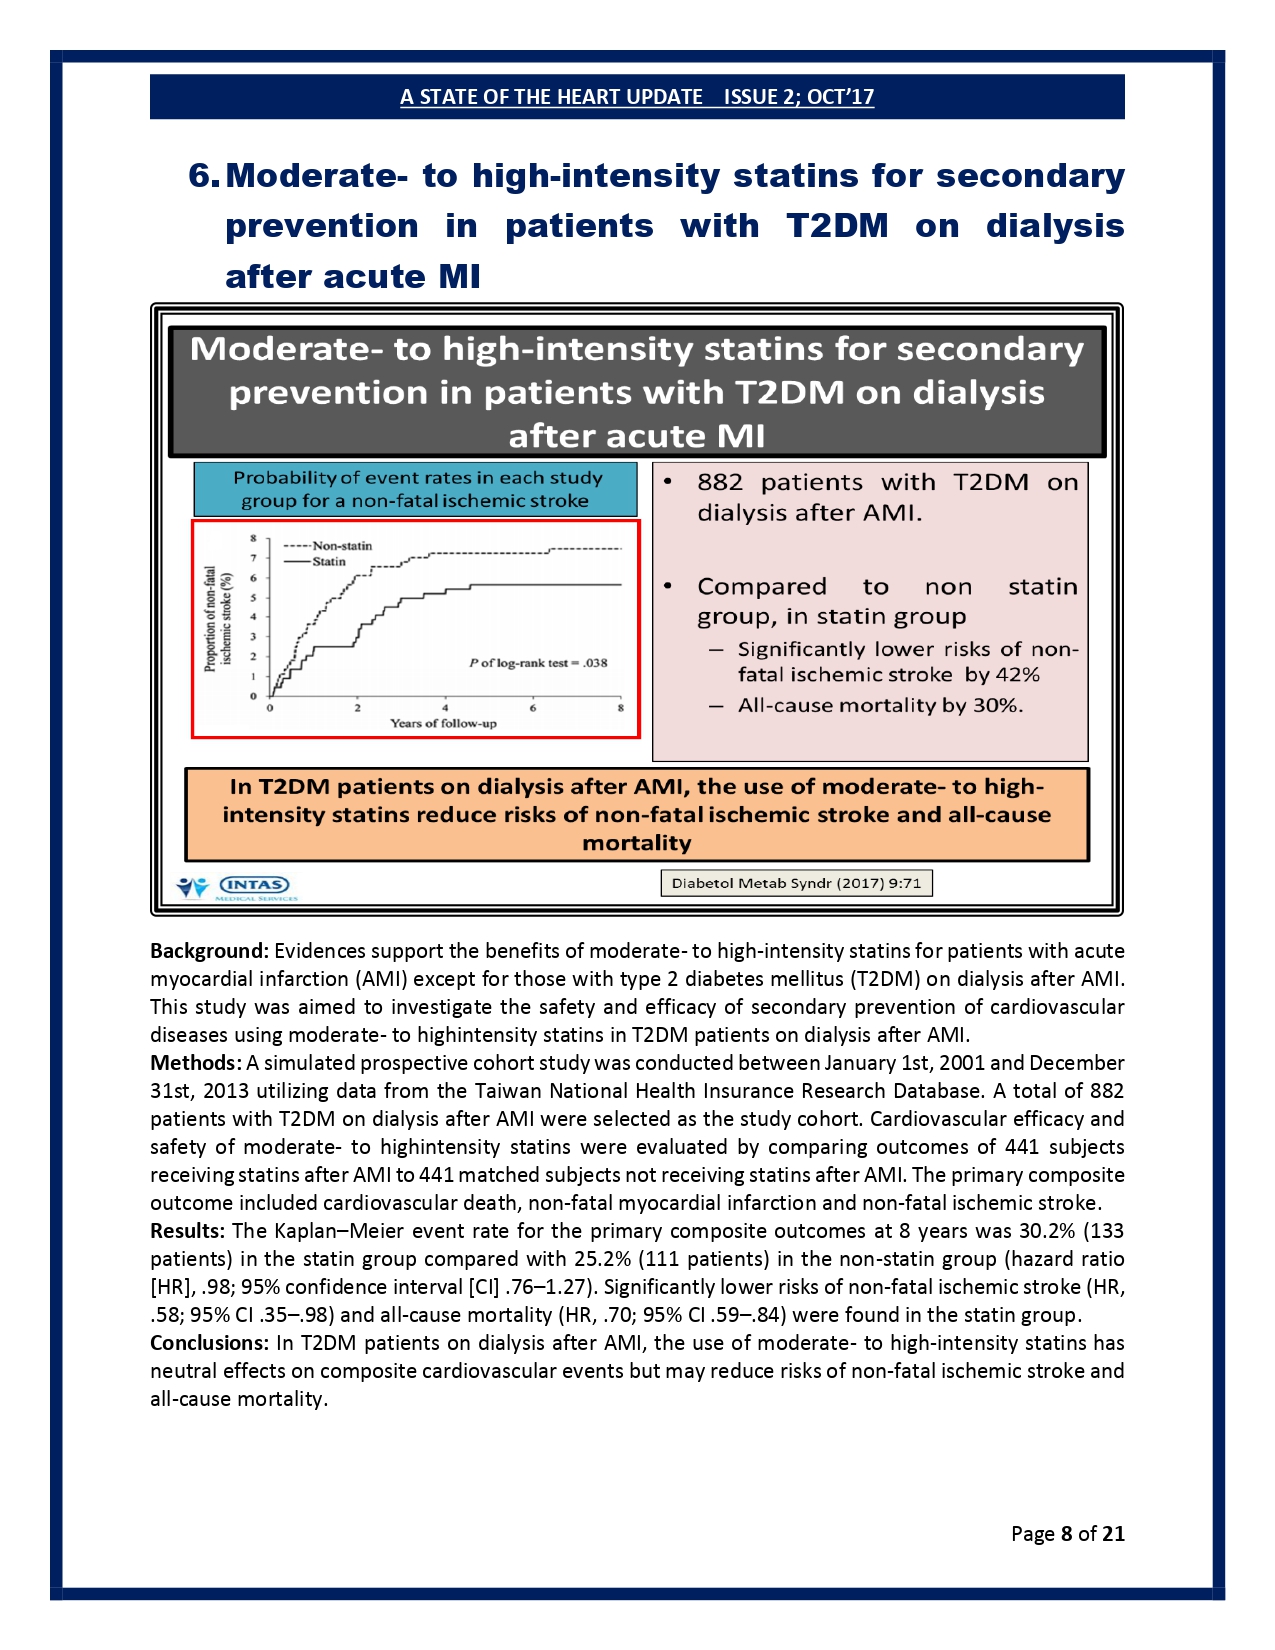 A STATE OF THE HEART UPDATE ISSUE 2; OCT’17
6. Moderate- to high-intensity statins for secondary
prevention in patients with T2DM on dialysis
after acute MI
Moderate- to high-intensity statins for secondary
prevention in patients with T2DM on dialysis
after acute MI
Probability of event rates in each study
group for a non-fatal ischemic stroke
Proportion of non-fatal
ischemic stroke (%)
8
7
6
5
4
3
2
1
0
Non-statin
Statin
P of log-rank test = .038
0 2 4 6 8
Years of follow-up
• 882 patients with T2DM on
dialysis after AMI.
• Compared to non statin
group, in statin group
– Significantly lower risks of non-
fatal ischemic stroke by 42%
– All-cause mortality by 30%.
In T2DM patients on dialysis after AMI, the use of moderate- to high-
intensity statins reduce risks of non-fatal ischemic stroke and all-cause
mortality
INTAS
MEDICAL SERVICES
Diabetol Metab Syndr (2017) 9:71
Background: Evidences support the benefits of moderate- to high-intensity statins for patients with acute
myocardial infarction (AMI) except for those with type 2 diabetes mellitus (T2DM) on dialysis after AMI.
This study was aimed to investigate the safety and efficacy of secondary prevention of cardiovascular
diseases using moderate- to highintensity statins in T2DM patients on dialysis after AMI.
Methods: A simulated prospective cohort study was conducted between January 1st, 2001 and December
31st, 2013 utilizing data from the Taiwan National Health Insurance Research Database. A total of 882
patients with T2DM on dialysis after AMI were selected as the study cohort. Cardiovascular efficacy and
safety of moderate- to highintensity statins were evaluated by comparing outcomes of 441 subjects
receiving statins after AMI to 441 matched subjects not receiving statins after AMI. The primary composite
outcome included cardiovascular death, non-fatal myocardial infarction and non-fatal ischemic stroke.
Results: The Kaplan–Meier event rate for the primary composite outcomes at 8 years was 30.2% (133
patients) in the statin group compared with 25.2% (111 patients) in the non-statin group (hazard ratio
[HR], .98; 95% confidence interval [CI] .76–1.27). Significantly lower risks of non-fatal ischemic stroke (HR,
.58; 95% CI .35–.98) and all-cause mortality (HR, .70; 95% CI .59–.84) were found in the statin group.
Conclusions: In T2DM patients on dialysis after AMI, the use of moderate- to high-intensity statins has
neutral effects on composite cardiovascular events but may reduce risks of non-fatal ischemic stroke and
all-cause mortality.
Page 8 of 21